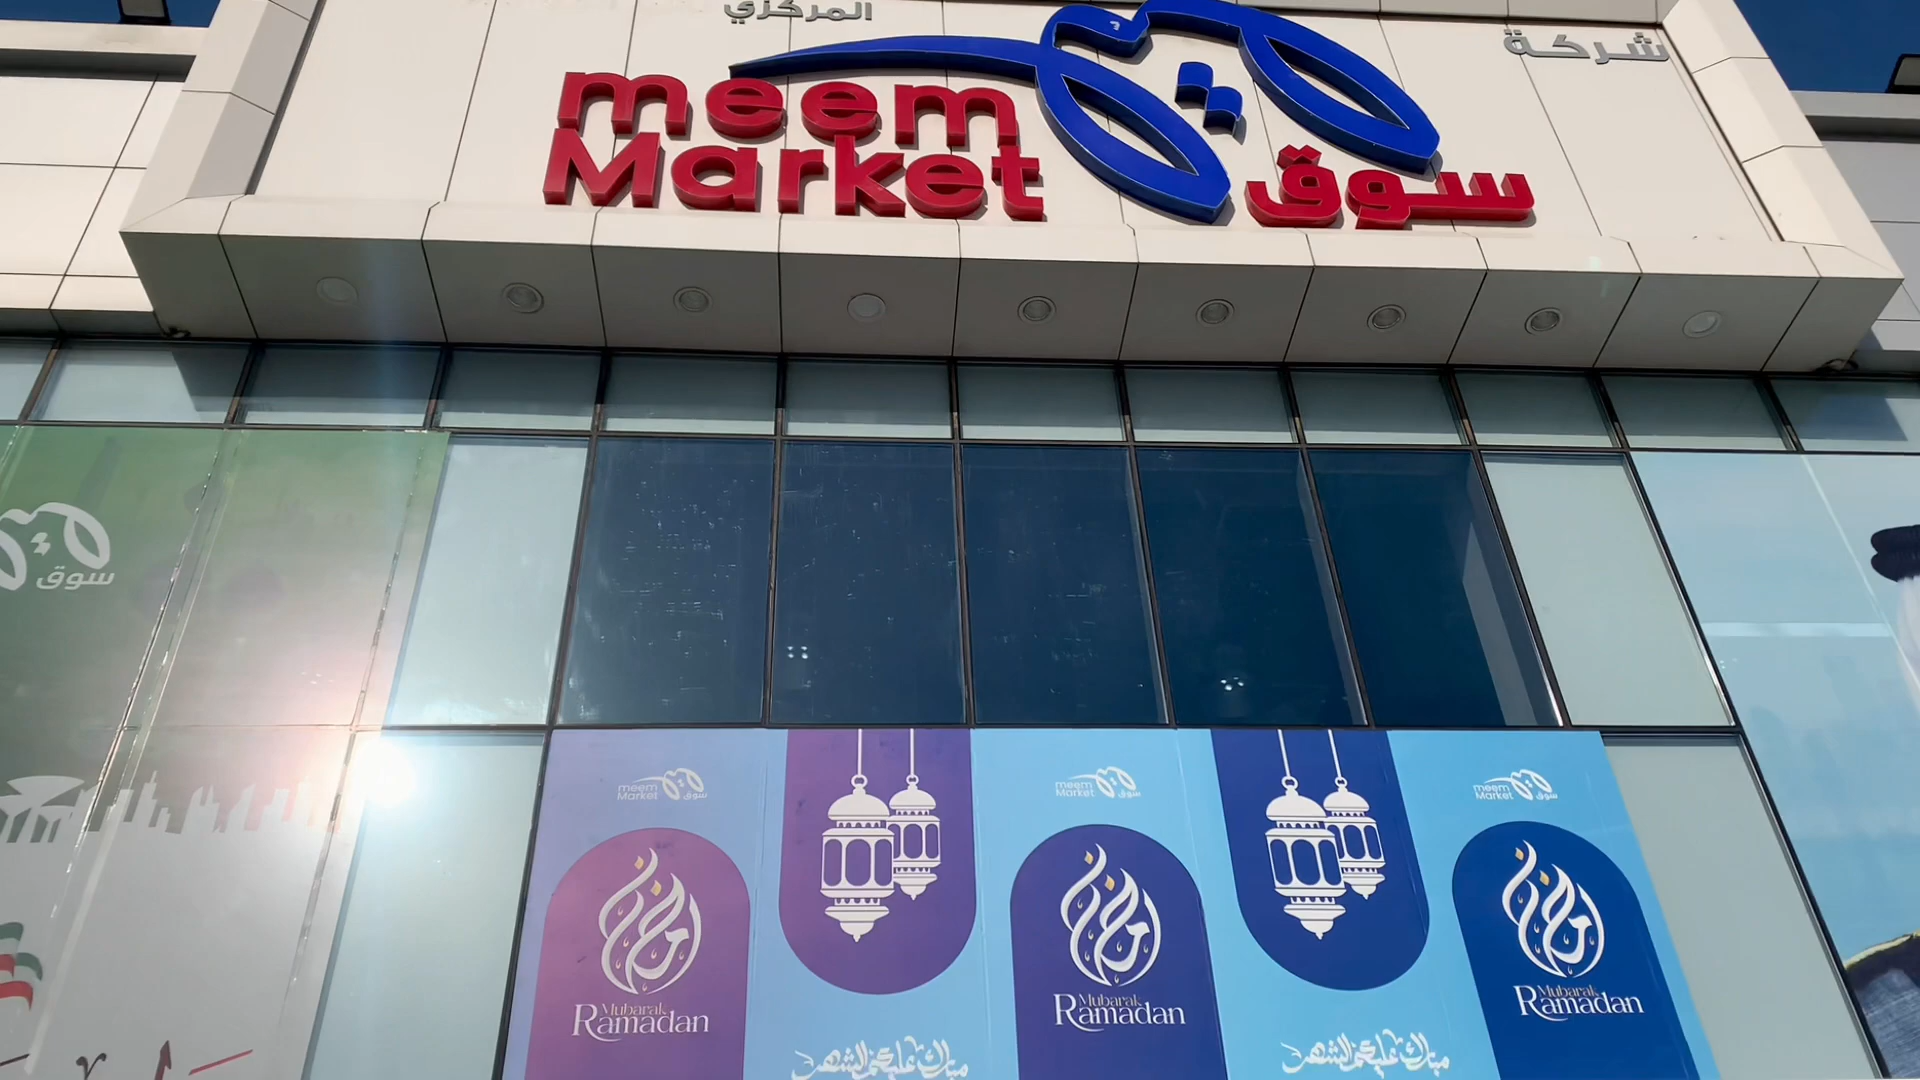 شركة
المركزي
meem
Market
سوق
سوق
meem
Market
سوق
meem
Market
سوق
meem
Market
سوق
Mubarak
Ramadan
Mubarak
Ramadan
Mubarak
Ramadan
مبارك عليكم الشهر
مبارك عليكم الشهر